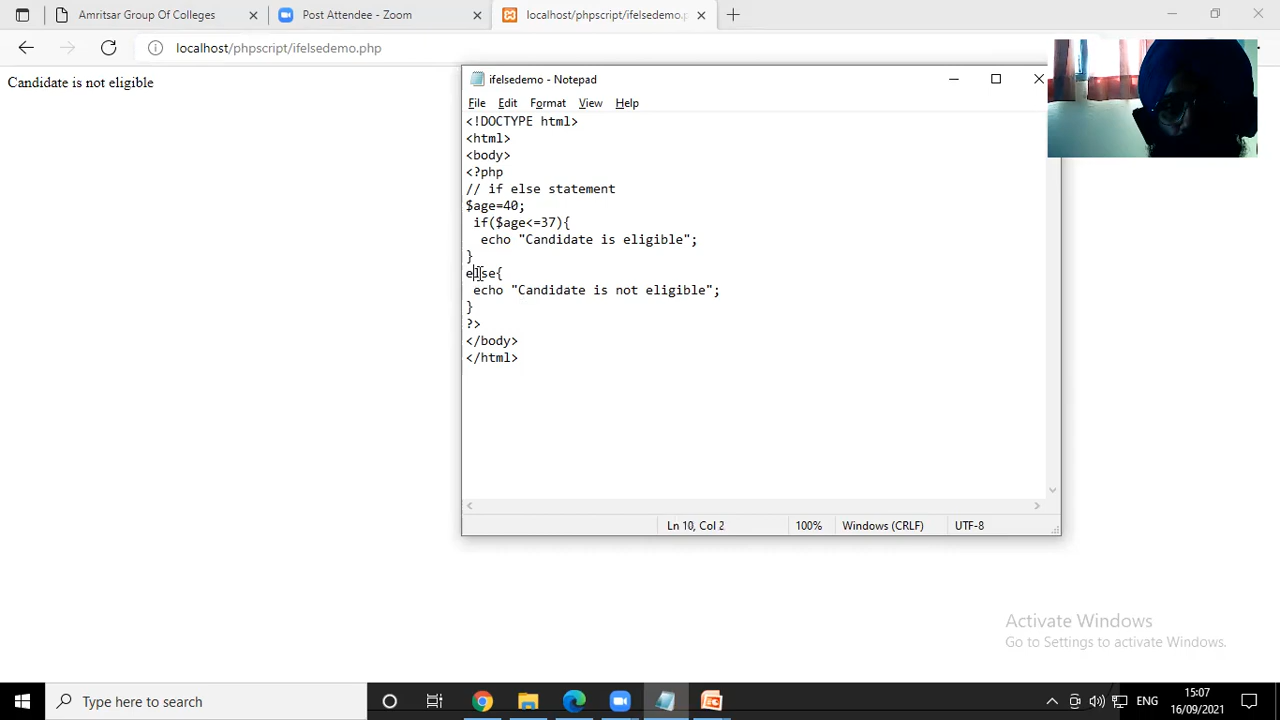 Amritsar Group Of Colleges
Post Attendee - Zoom
localhost/phpscript/ifelsedemo.p
localhost/phpscript/ifelsedemo.php
Candidate is not eligible
ifelsedemo - Notepad
File Edit Format View Help
<!DOCTYPE html>
<html>
<body>
<?php
// if else statement
$age=40;
if($age<=37){
echo "Candidate is eligible";
}
else{
echo "Candidate is not eligible";
}
?>
</body>
</html>
Ln 10, Col 2
100%
Windows (CRLF)
UTF-8
Activate Windows
Go to Settings to activate Windows.
Type here to search
ENG
15:07
16/09/2021